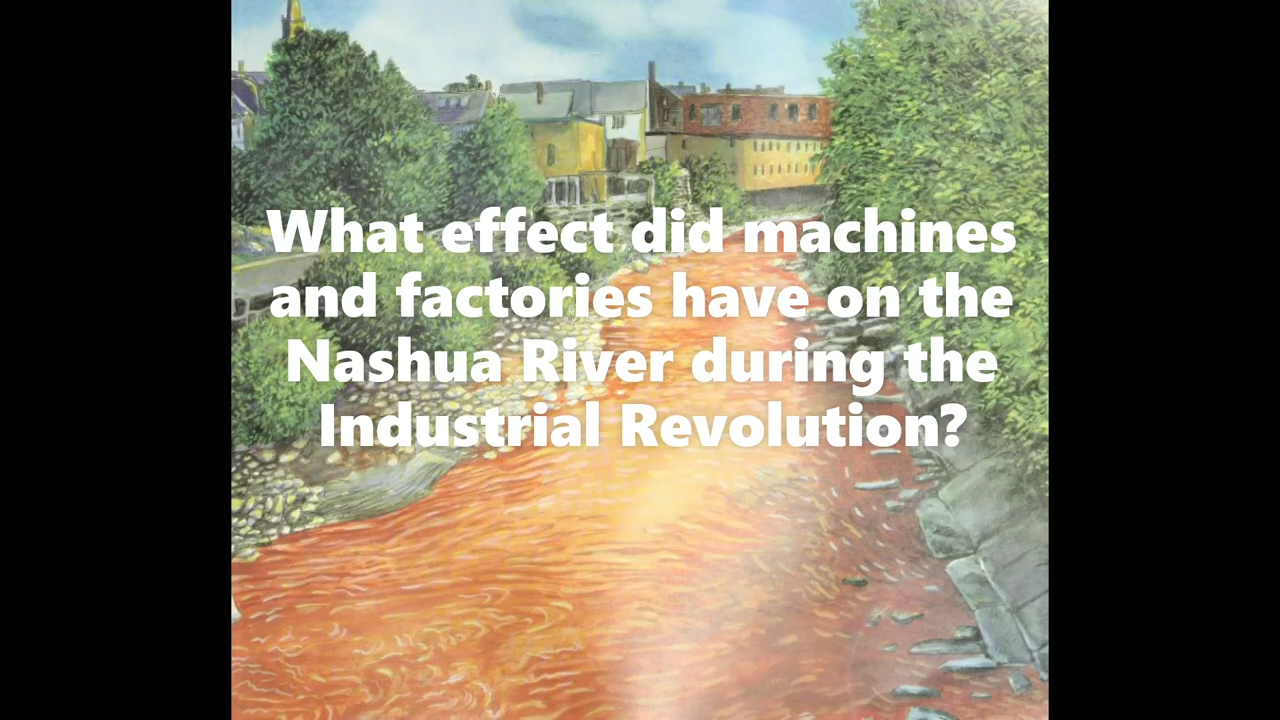 What effect did machines
and factories have on the
Nashua River during the
Industrial Revolution?